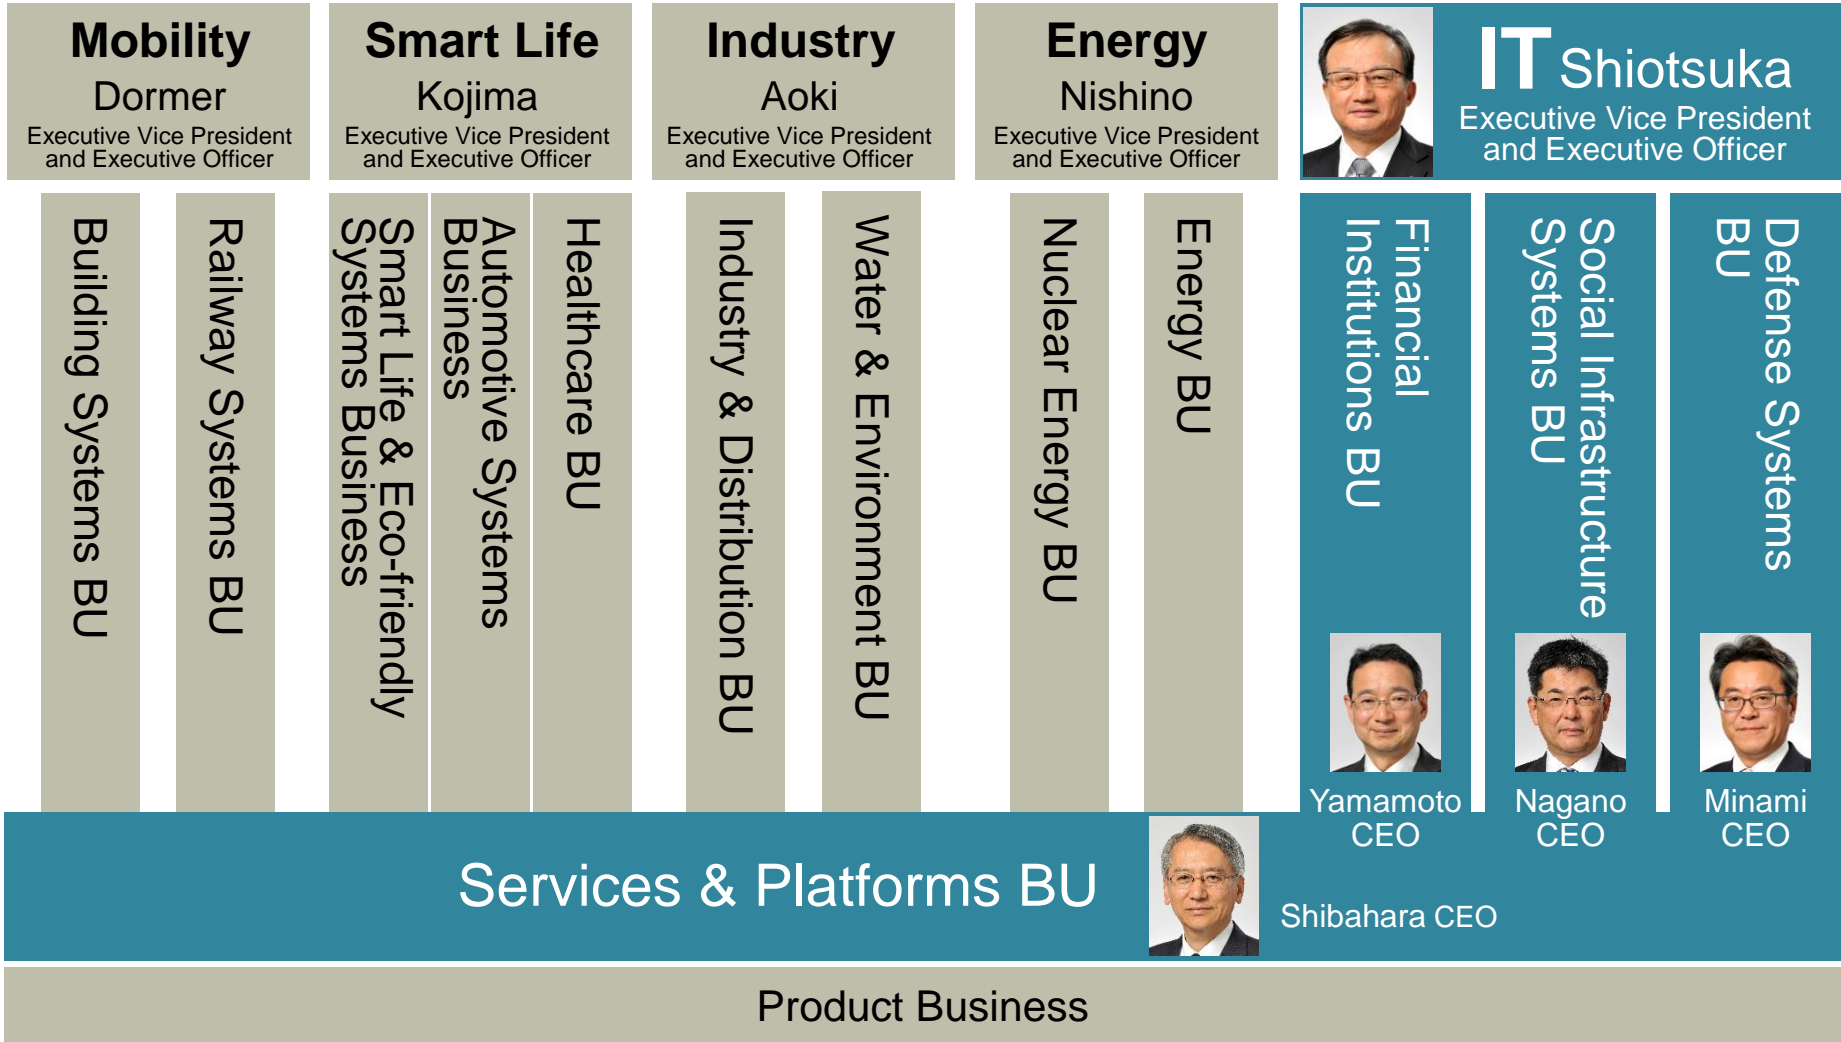 Mobility
Dormer
Executive Vice President
and Executive Officer
Smart Life
Kojima
Executive Vice President
and Executive Officer
Industry
Aoki
Executive Vice President
and Executive Officer
Energy
Nishino
Executive Vice President
and Executive Officer
IT Shiotsuka
Executive Vice President
and Executive Officer
Building Systems BU
Railway Systems BU
Smart Life & Eco-friendly
Systems Business
Automotive Systems
Business
Healthcare BU
Industry & Distribution BU
Water & Environment BU
Nuclear Energy BU
Energy BU
Financial
Institutions BU
Social Infrastructure
Systems BU
Defense Systems
BU
Yamamoto
CEO
Nagano
CEO
Minami
CEO
Services & Platforms BU
Shibahara CEO
Product Business